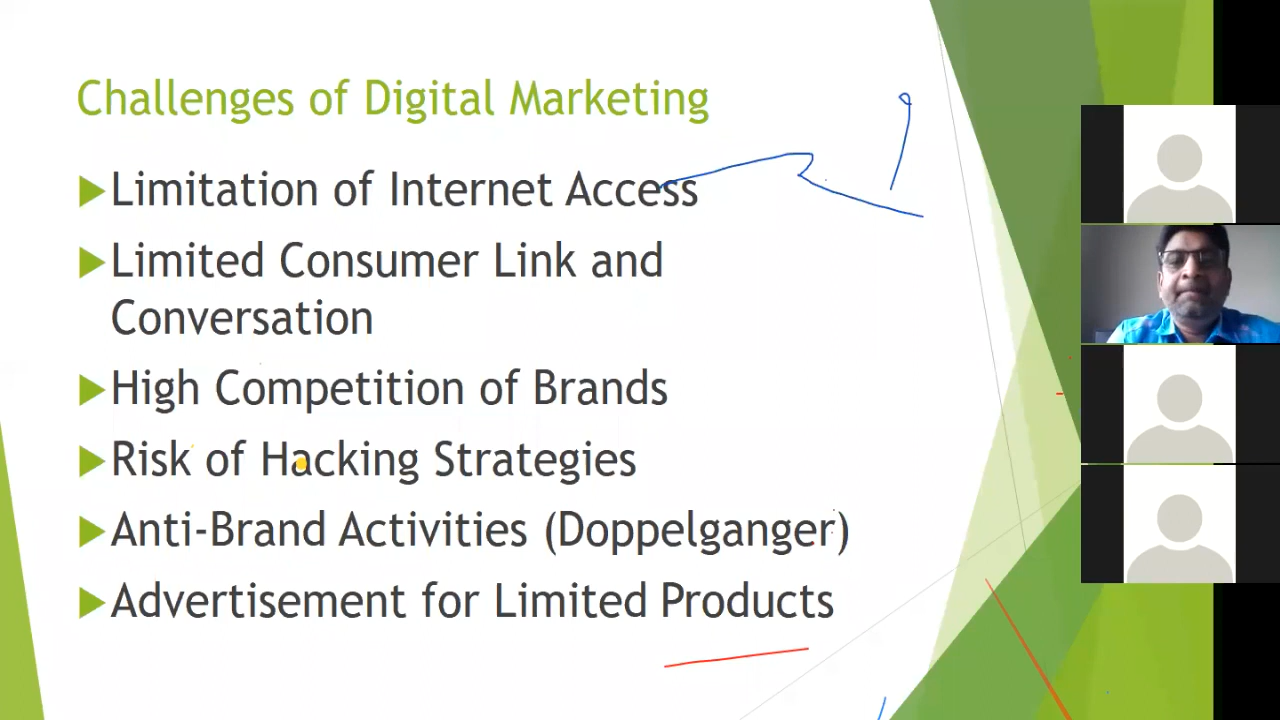 Challenges of Digital Marketing
Limitation of Internet Access
Limited Consumer Link and
Conversation
High Competition of Brands
Risk of Hacking Strategies
Anti-Brand Activities (Doppelganger)
Advertisement for Limited Products